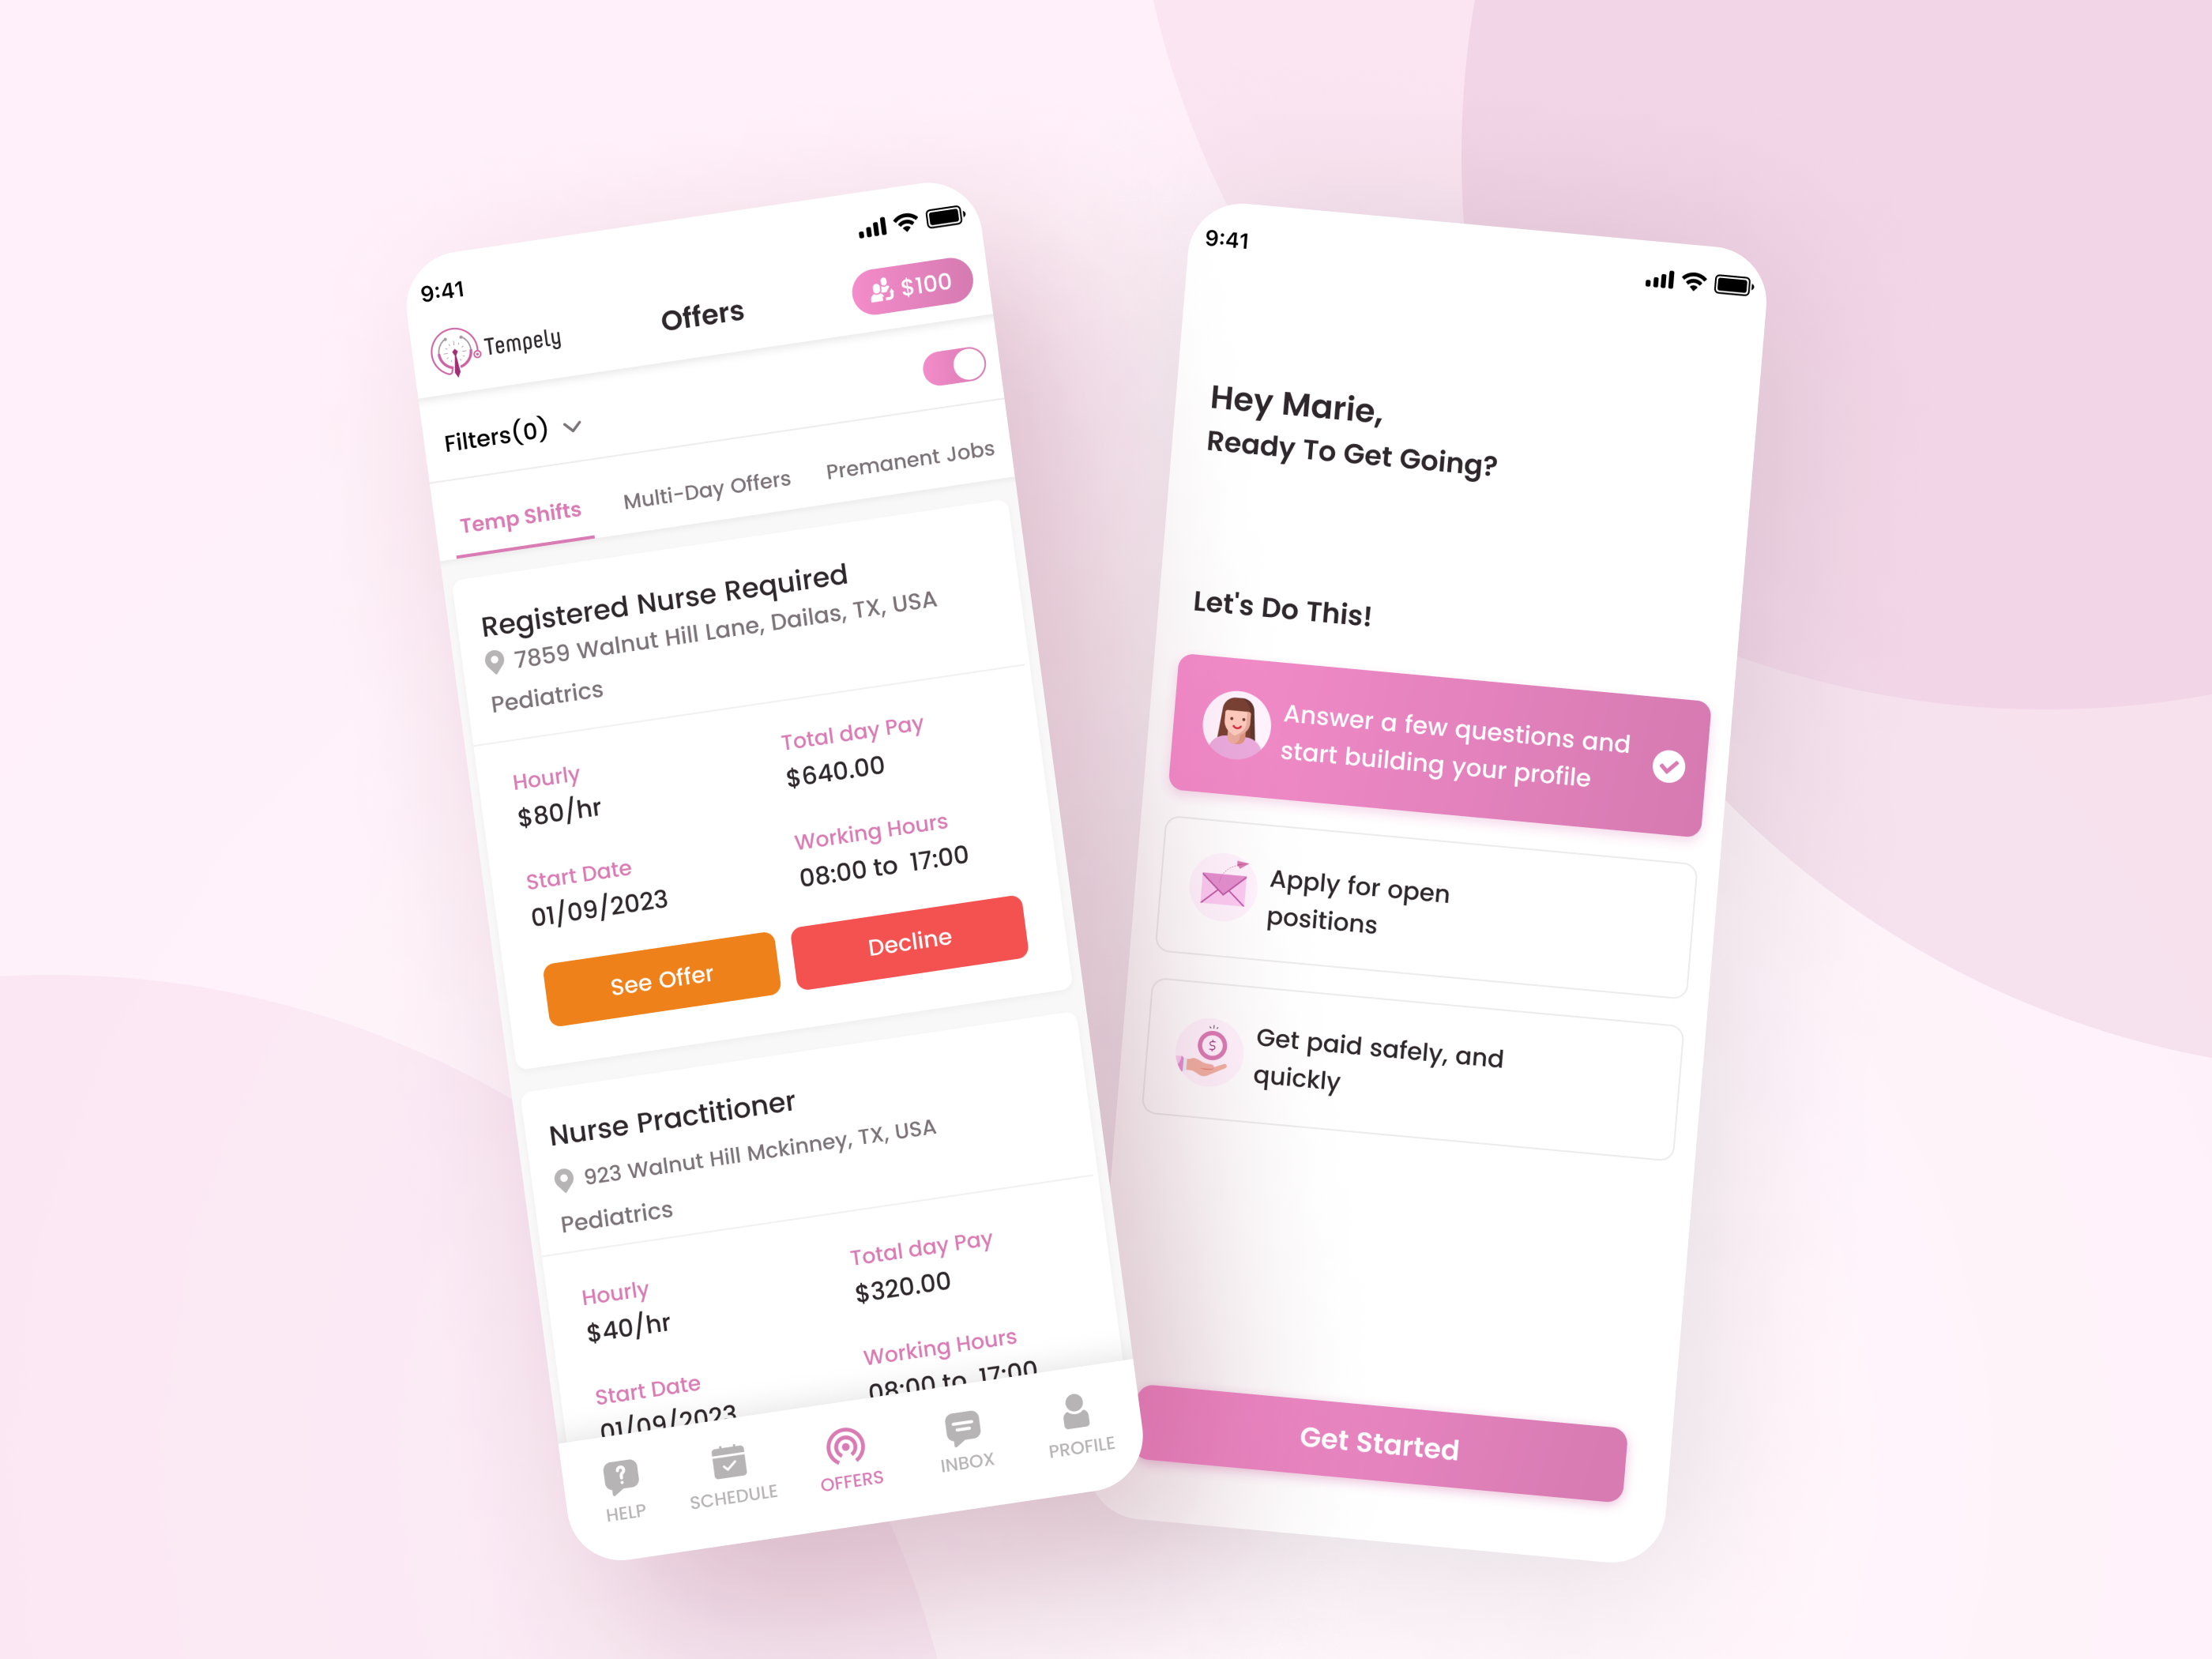 9:41
Tempely
Offers
$100
Filters(0)
Temp Shifts
Multi-Day Offers
Premanent Jobs
Registered Nurse Required
7859 Walnut Hill Lane, Dailas, TX, USA
Pediatrics
Hourly
$80/hr
Total day Pay
$640.00
Start Date
01/09/2023
Working Hours
08:00 to 17:00
See Offer
Decline
Nurse Practitioner
923 Walnut Hill Mckinney, TX, USA
Pediatrics
Hourly
$40/hr
Total day Pay
$320.00
Start Date
01/09/2023
Working Hours
08:00 to 17:00
HELP
SCHEDULE
OFFERS
INBOX
PROFILE
9:41
Hey Marie,
Ready To Get Going?
Let's Do This!
Answer a few questions and
start building your profile
Apply for open
positions
$
Get paid safely, and
quickly
Get Started